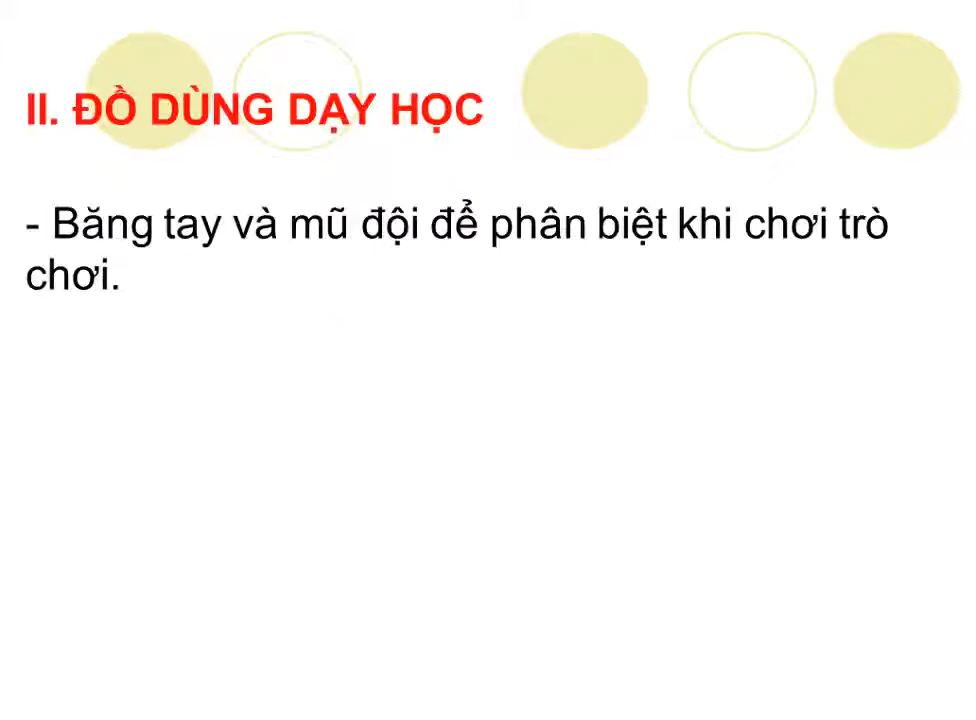 II. ĐỒ DÙNG DẠY HỌC
- Băng tay và mũ đội để phân biệt khi chơi trò
chơi.